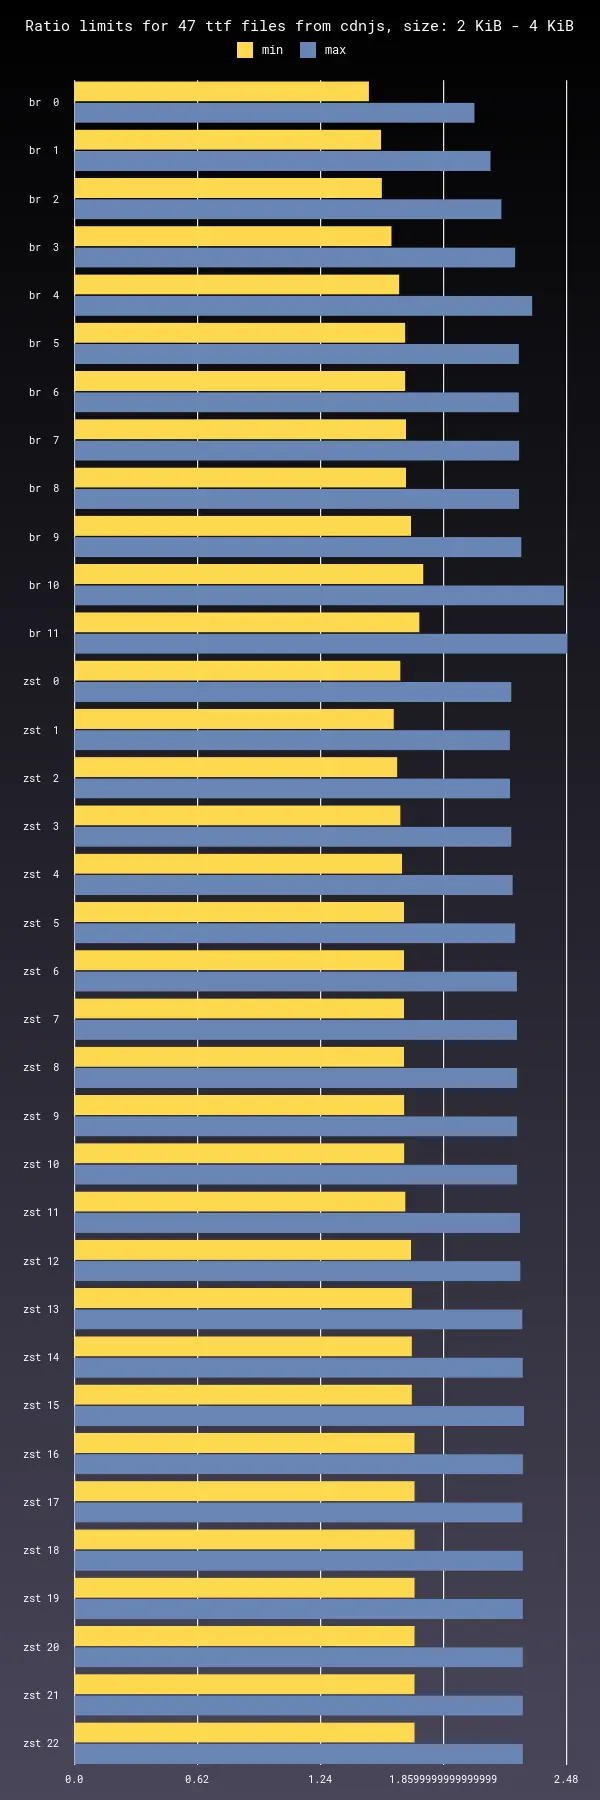 Ratio limits for 47 ttf files from cdnjs, size: 2 KiB - 4 KiB
min max
br 0
br 1
br 2
br 3
br 4
br 5
br 6
br 7
br 8
br 9
br 10
br 11
zst 0
zst 1
zst 2
zst 3
zst 4
zst 5
zst 6
zst 7
zst 8
zst 9
zst 10
zst 11
zst 12
zst 13
zst 14
zst 15
zst 16
zst 17
zst 18
zst 19
zst 20
zst 21
zst 22
0.0 0.62 1.24 1.8599999999999999 2.48